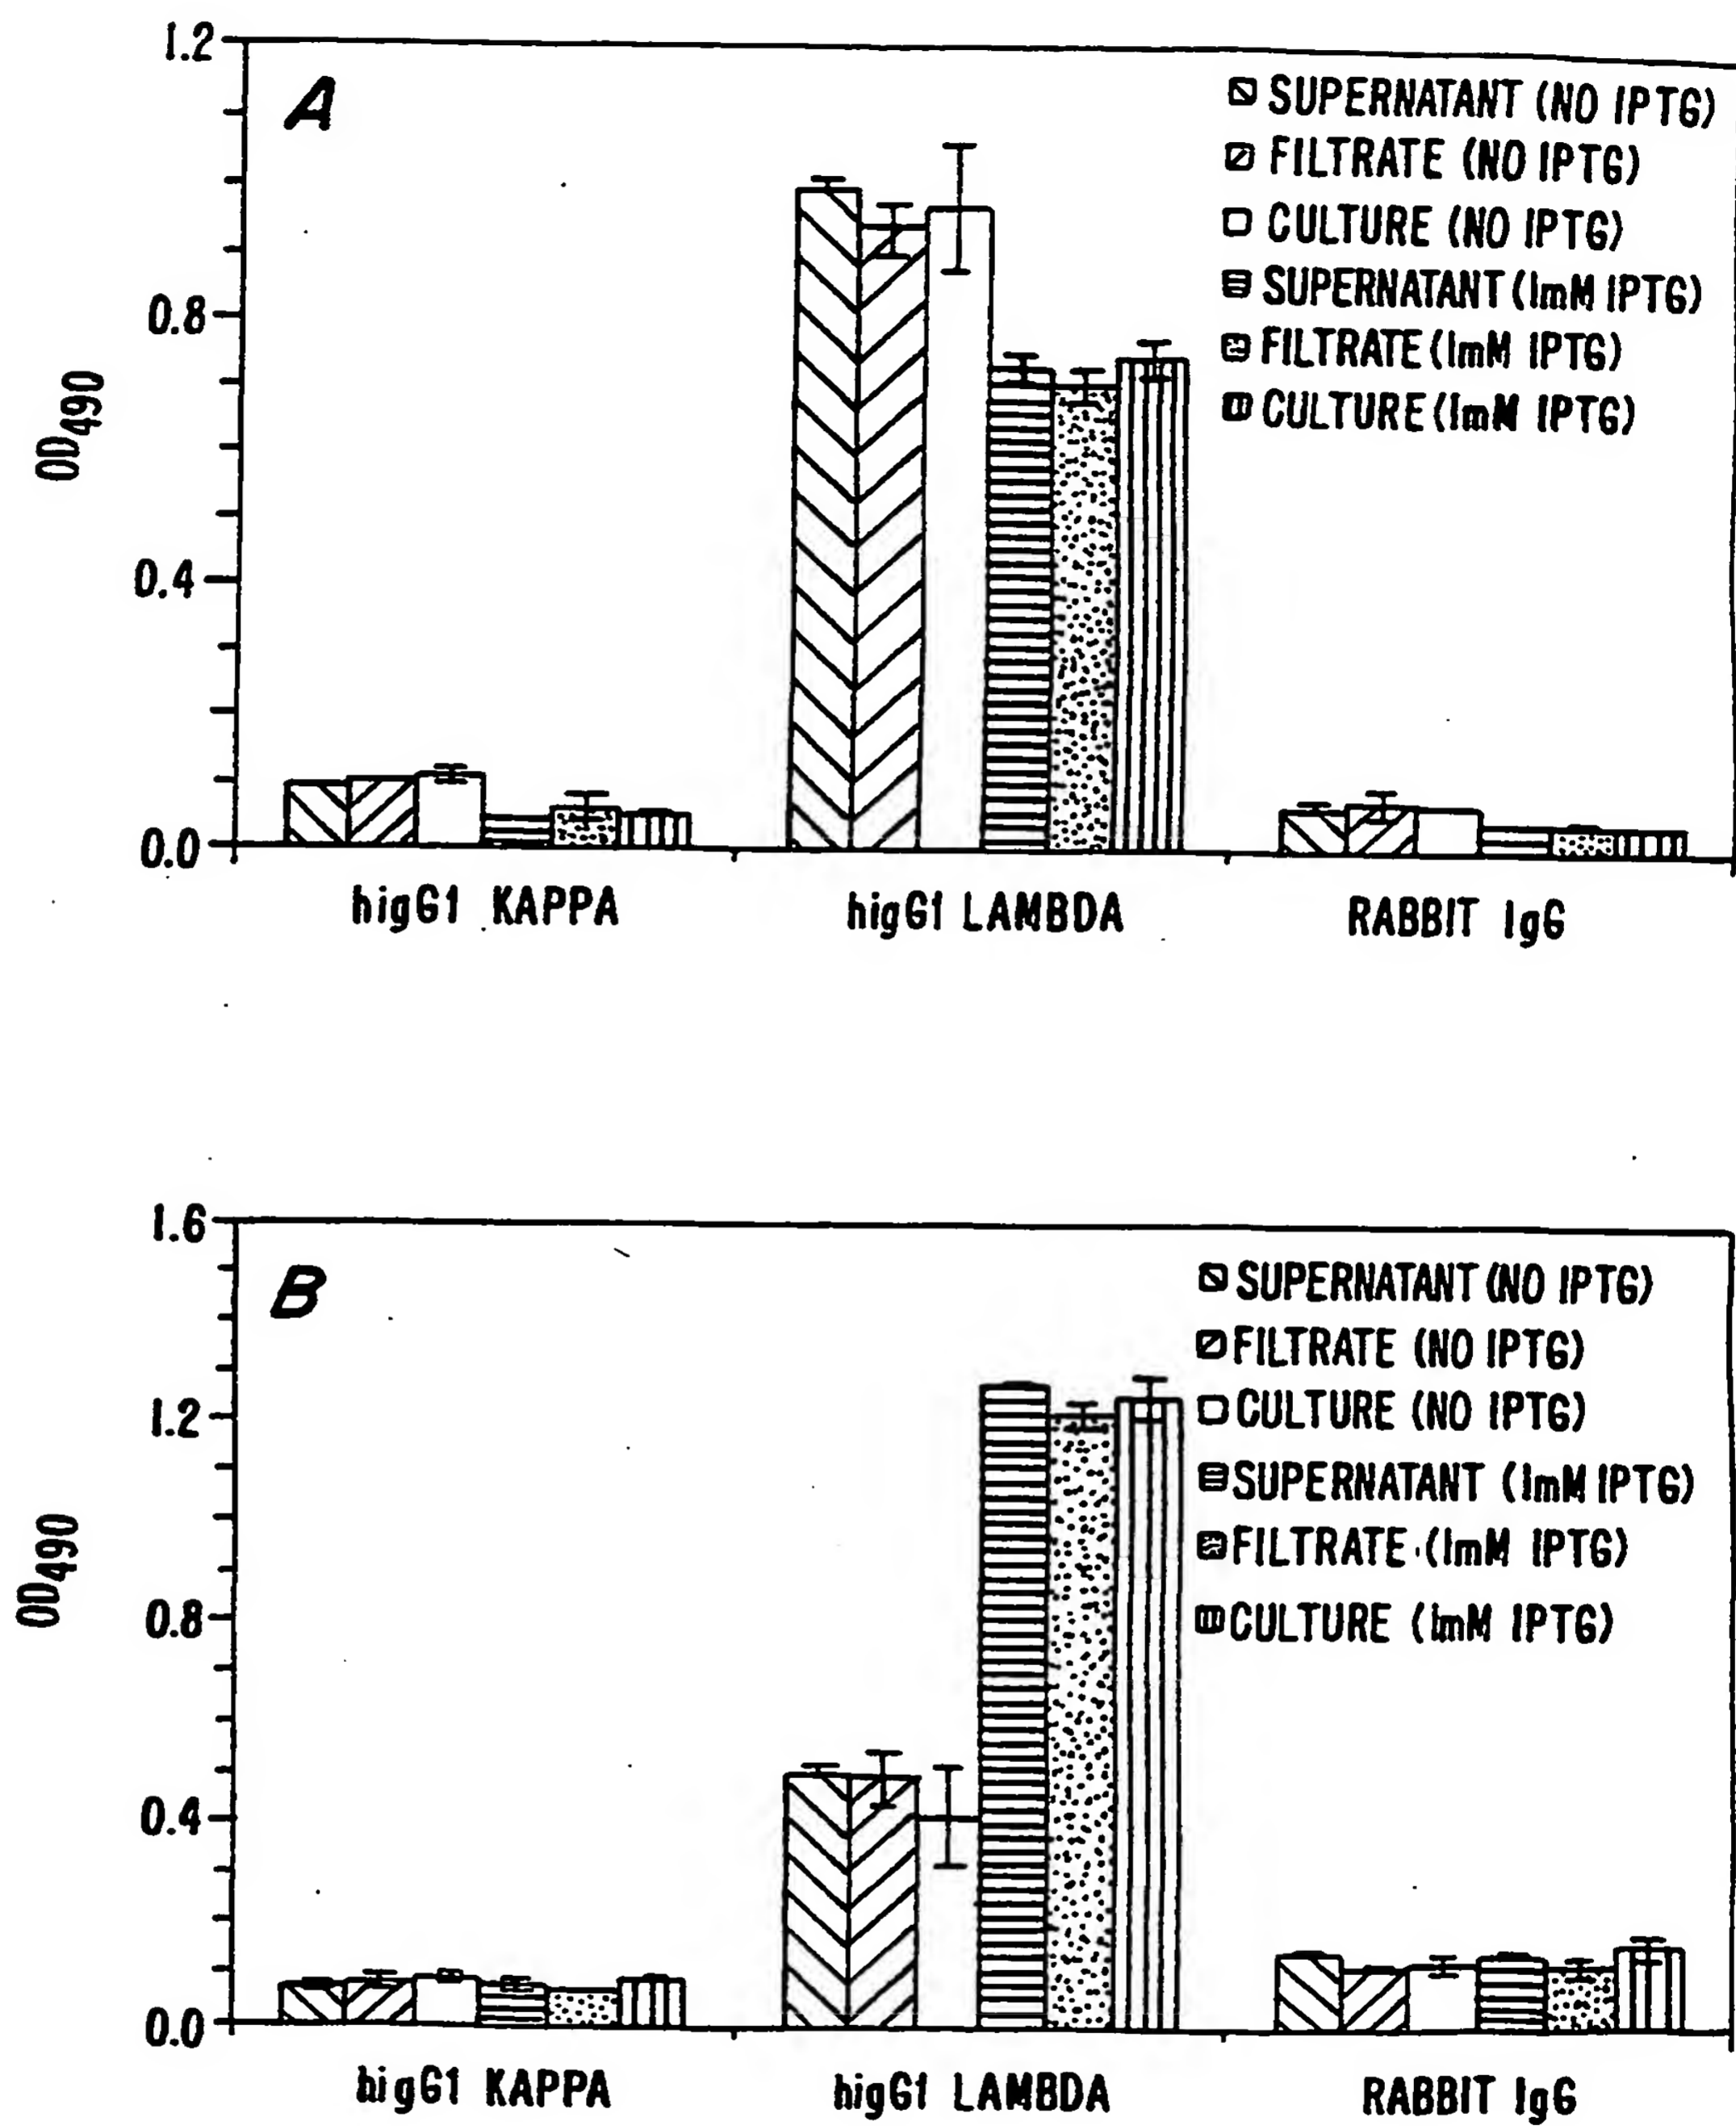 1.2
A
SUPERNATANT (NO IPTG)
FILTRATE (NO IPTG)
CULTURE (NO IPTG)
SUPERNATANT (1mM IPTG)
FILTRATE (1mM IPTG)
CULTURE (1mM IPTG)
0.8
OD490
0.4
0.0
higG1 KAPPA
higG1 LAMBDA
RABBIT IgG
1.6
B
SUPERNATANT (NO IPTG)
FILTRATE (NO IPTG)
CULTURE (NO IPTG)
SUPERNATANT (1mM IPTG)
FILTRATE (1mM IPTG)
CULTURE (1mM IPTG)
1.2
OD490
0.8
0.4
0.0
higG1 KAPPA
higG1 LAMBDA
RABBIT IgG